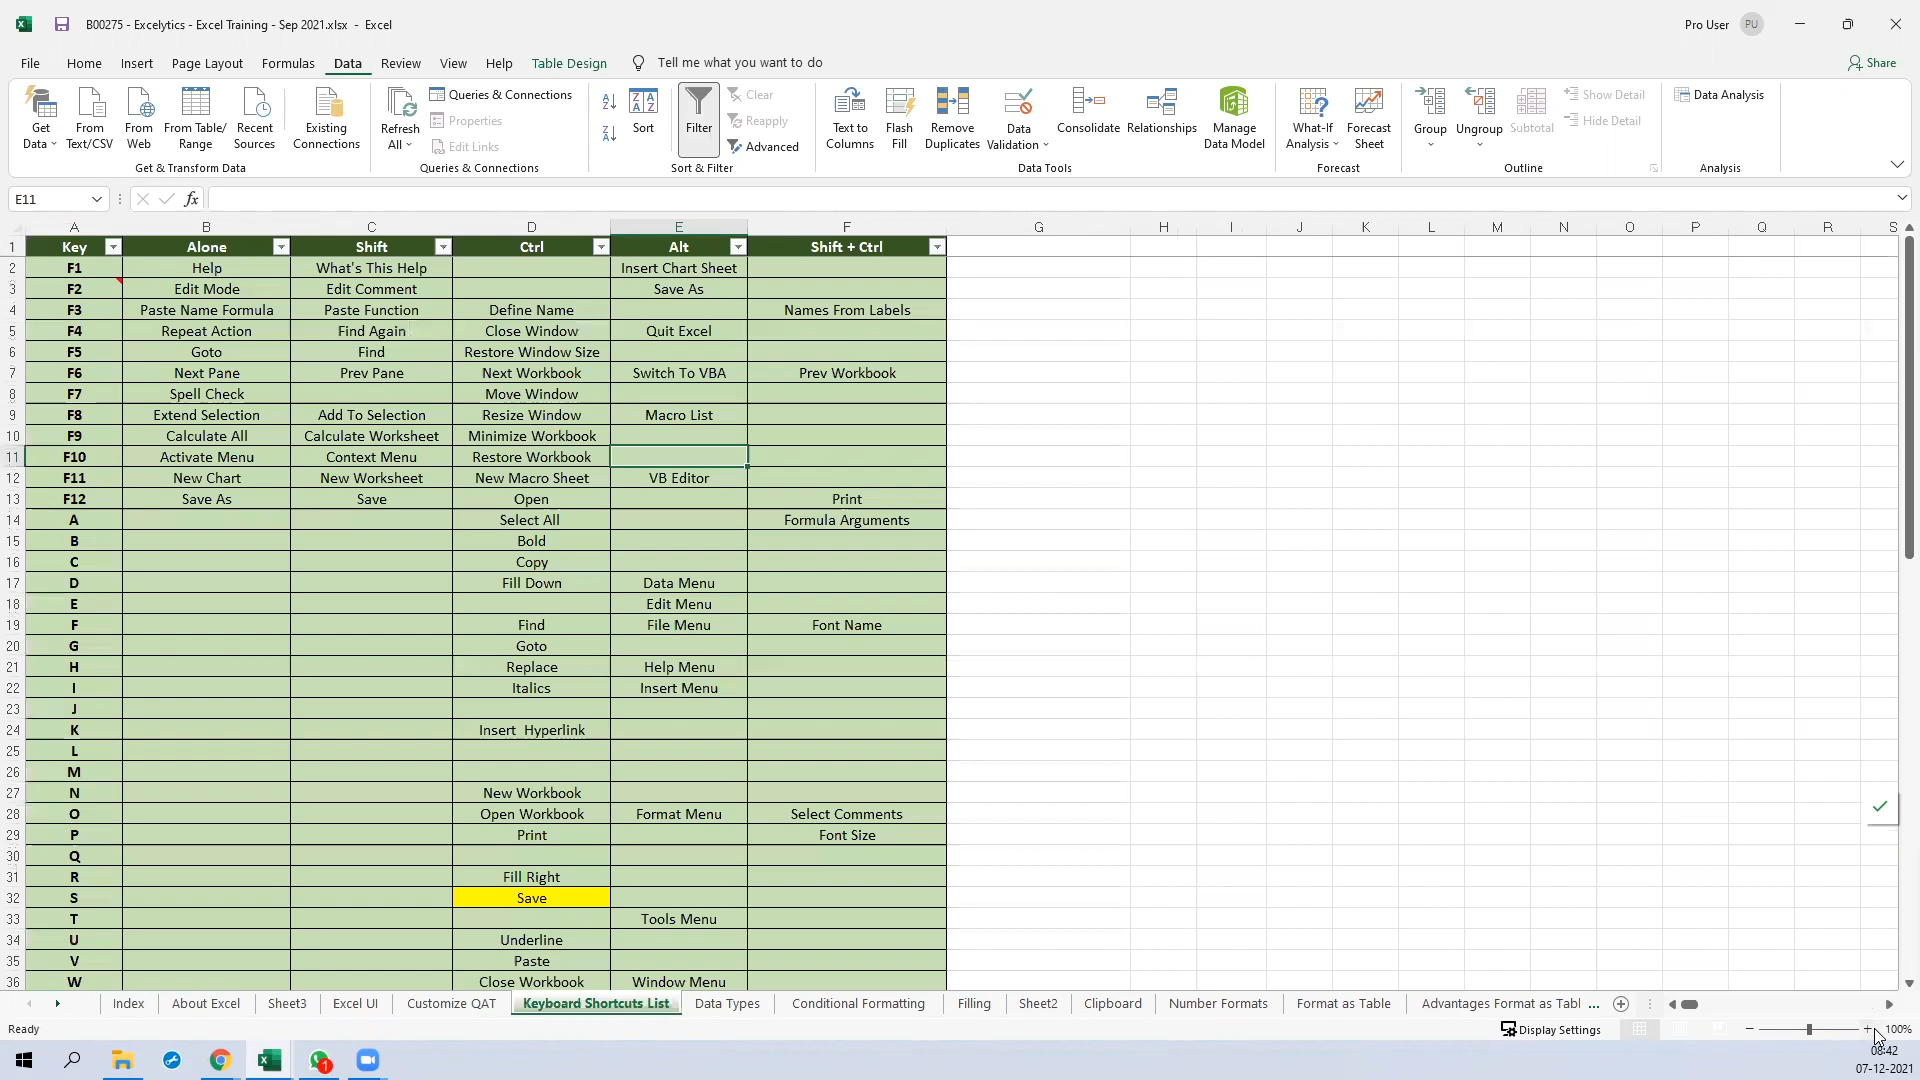 B00275 - Excelytics - Excel Training - Sep 2021.xlsx - Excel
Pro User PU
File Home Insert Page Layout Formulas Data Review View Help Table Design Tell me what you want to do Share
Get Data
From Text/CSV
From Web
From Table/ Range
Recent Sources
Existing Connections
Get & Transform Data
Refresh All
Queries & Connections
Properties
Edit Links
Queries & Connections
Sort
Filter
Clear
Reapply
Advanced
Sort & Filter
Text to Columns
Flash Fill
Remove Duplicates
Data Validation
Consolidate
Relationships
Manage Data Model
Data Tools
What-If Analysis
Forecast Sheet
Forecast
Group
Ungroup
Subtotal
Show Detail
Hide Detail
Outline
Data Analysis
Analysis
E11 fx
A B C D E F G H I J K L M N O P Q R S
1 Key Alone Shift Ctrl Alt Shift + Ctrl
2 F1 Help What's This Help Insert Chart Sheet
3 F2 Edit Mode Edit Comment Save As
4 F3 Paste Name Formula Paste Function Define Name Names From Labels
5 F4 Repeat Action Find Again Close Window Quit Excel
6 F5 Goto Find Restore Window Size
7 F6 Next Pane Prev Pane Next Workbook Switch To VBA Prev Workbook
8 F7 Spell Check Move Window
9 F8 Extend Selection Add To Selection Resize Window Macro List
10 F9 Calculate All Calculate Worksheet Minimize Workbook
11 F10 Activate Menu Context Menu Restore Workbook
12 F11 New Chart New Worksheet New Macro Sheet VB Editor
13 F12 Save As Save Open Print
14 A Select All Formula Arguments
15 B Bold
16 C Copy
17 D Fill Down Data Menu
18 E Edit Menu
19 F Find File Menu Font Name
20 G Goto
21 H Replace Help Menu
22 I Italics Insert Menu
23 J
24 K Insert Hyperlink
25 L
26 M
27 N New Workbook
28 O Open Workbook Format Menu Select Comments
29 P Print Font Size
30 Q
31 R Fill Right
32 S Save
33 T Tools Menu
34 U Underline
35 V Paste
36 W Close Workbook Window Menu
Index About Excel Sheet3 Excel UI Customize QAT Keyboard Shortcuts List Data Types Conditional Formatting Filling Sheet2 Clipboard Number Formats Format as Table Advantages Format as Tabl ...
Ready Display Settings 100%
1
08:42
07-12-2021